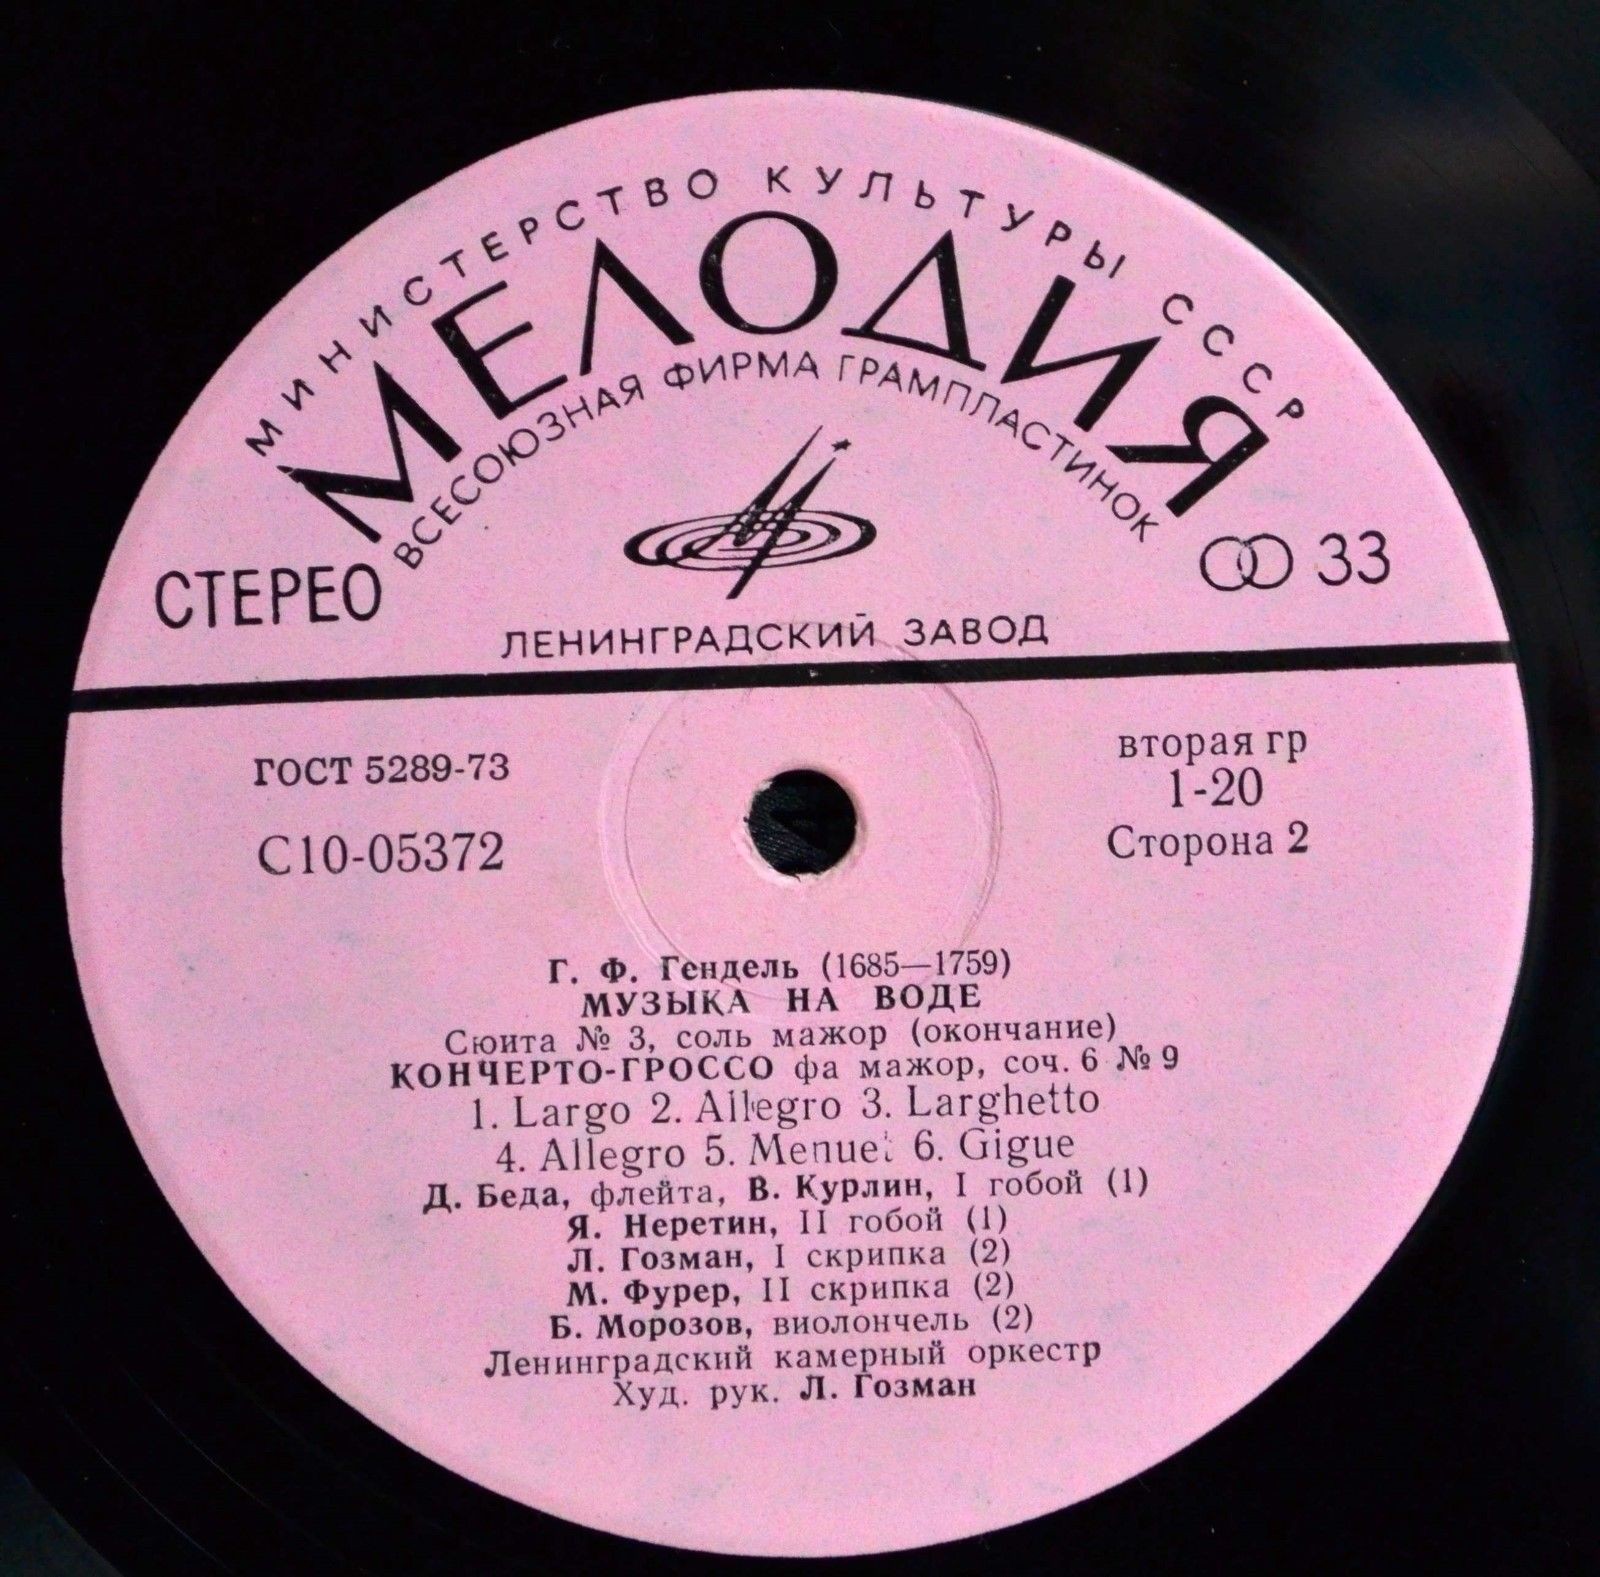 МИНИСТЕРСТВО КУЛЬТУРЫ СССР
МЕЛОДИЯ
ВСЕСОЮЗНАЯ ФИРМА ГРАМПЛАСТИНОК
СТЕРЕО
33
ЛЕНИНГРАДСКИЙ ЗАВОД
ГОСТ 5289-73
С10-05372
вторая гр
1-20
Сторона 2
Г. Ф. Гендель (1685—1759)
МУЗЫКА НА ВОДЕ
Сюита № 3, соль мажор (окончание)
КОНЧЕРТО-ГРОССО фа мажор, соч. 6 № 9
1. Largo 2. Allegro 3. Larghetto
4. Allegro 5. Menuet 6. Gigue
Д. Беда, флейта, В. Курлин, I гобой (1)
Я. Неретин, II гобой (1)
Л. Гозман, I скрипка (2)
М. Фурер, II скрипка (2)
Б. Морозов, виолончель (2)
Ленинградский камерный оркестр
Худ. рук. Л. Гозман